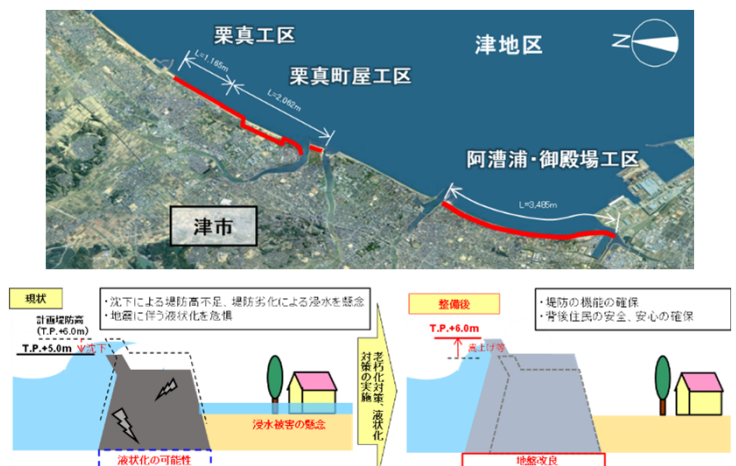 栗真工区
L=1,165m
津地区
N
栗真町屋工区
L=2,062m
阿漕浦・御殿場工区
L=3,485m
津市
現状
・沈下による堤防高不足、堤防劣化による浸水を懸念
・地震に伴う液状化を危惧
計画堤防高
(T.P.+6.0m)
T.P.+5.0m
沈下
浸水被害の懸念
液状化の可能性
老朽化対策、液状化
対策の実施
整備後
・堤防の機能の確保
・背後住民の安全、安心の確保
T.P.+6.0m
嵩上げ等
地盤改良